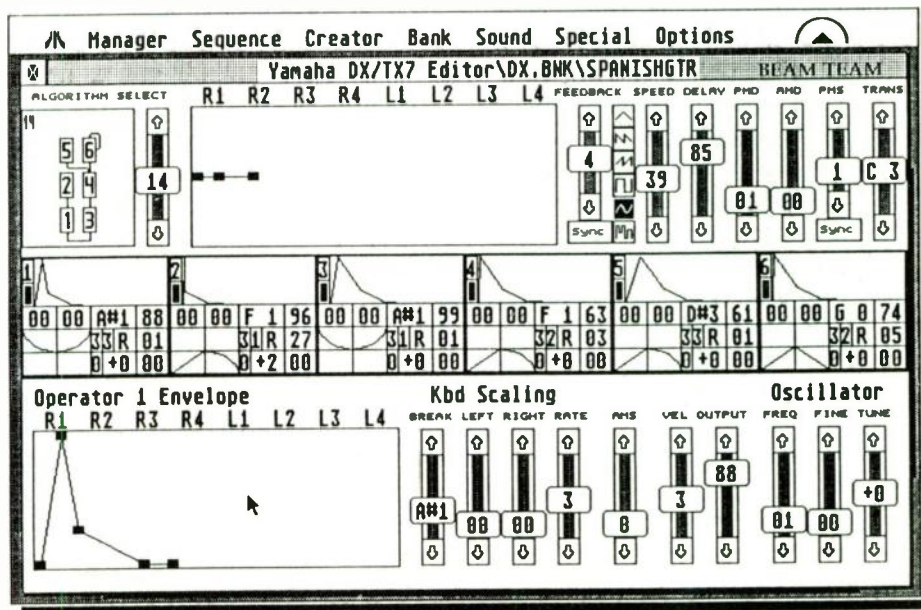 Manager Sequence Creator Bank Sound Special Options
Yamaha DX/TX7 Editor\DX.BNK\SPANISHGTR BEAM TEAM
ALGORITHM SELECT R1 R2 R3 R4 L1 L2 L3 L4 FEEDBACK SPEED DELAY PMD AMD PMS TRANS
14
5 6
2 4
1 3
14
4 39 85 01 00 1 C 3
Sync Sync
1 2 3 4 5 6
00 00 A#1 88 00 00 F 1 96 00 00 A#1 99 00 00 F 1 63 00 00 D#3 61 00 00 G 0 74
33 R 01 31 R 27 31 R 01 32 R 03 33 R 01 32 R 05
0 +0 00 0 +2 00 0 +0 00 0 +0 00 0 +0 00 0 +0 00
Operator 1 Envelope Kbd Scaling Oscillator
R1 R2 R3 R4 L1 L2 L3 L4 BREAK LEFT RIGHT RATE AMS VEL OUTPUT FREQ FINE TUNE
A#1 00 00 3 0 3 88 01 00 +0